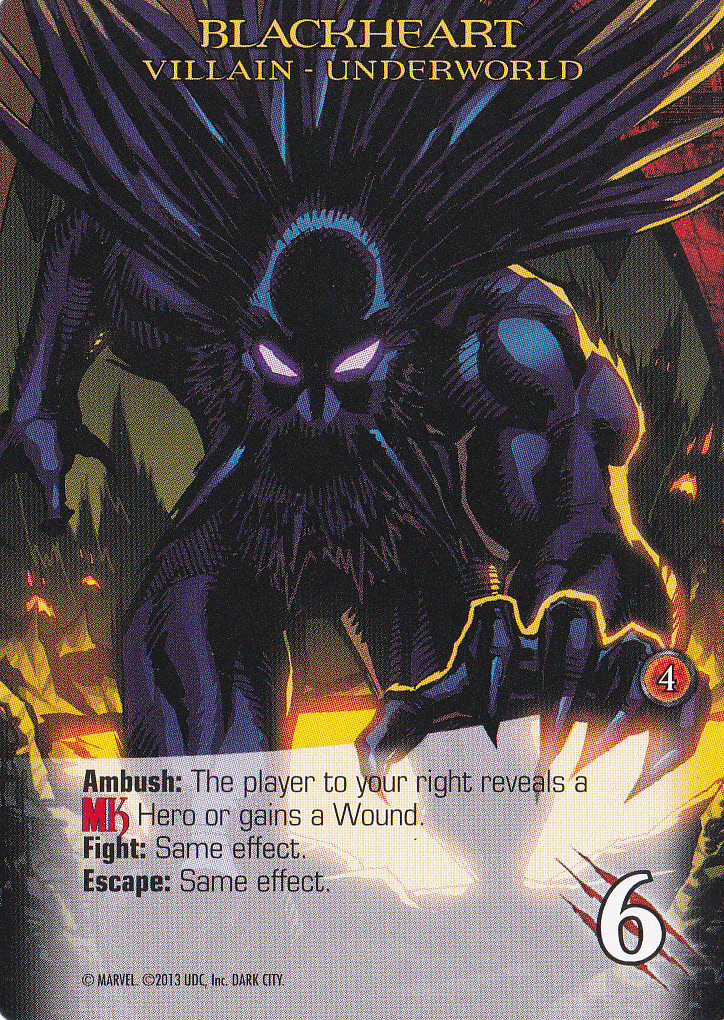 BLACKHEART
VILLAIN - UNDERWORLD
4
Ambush: The player to your right reveals a
MK Hero or gains a Wound.
Fight: Same effect.
Escape: Same effect.
6
© MARVEL. ©2013 UDC, Inc. DARK CITY.